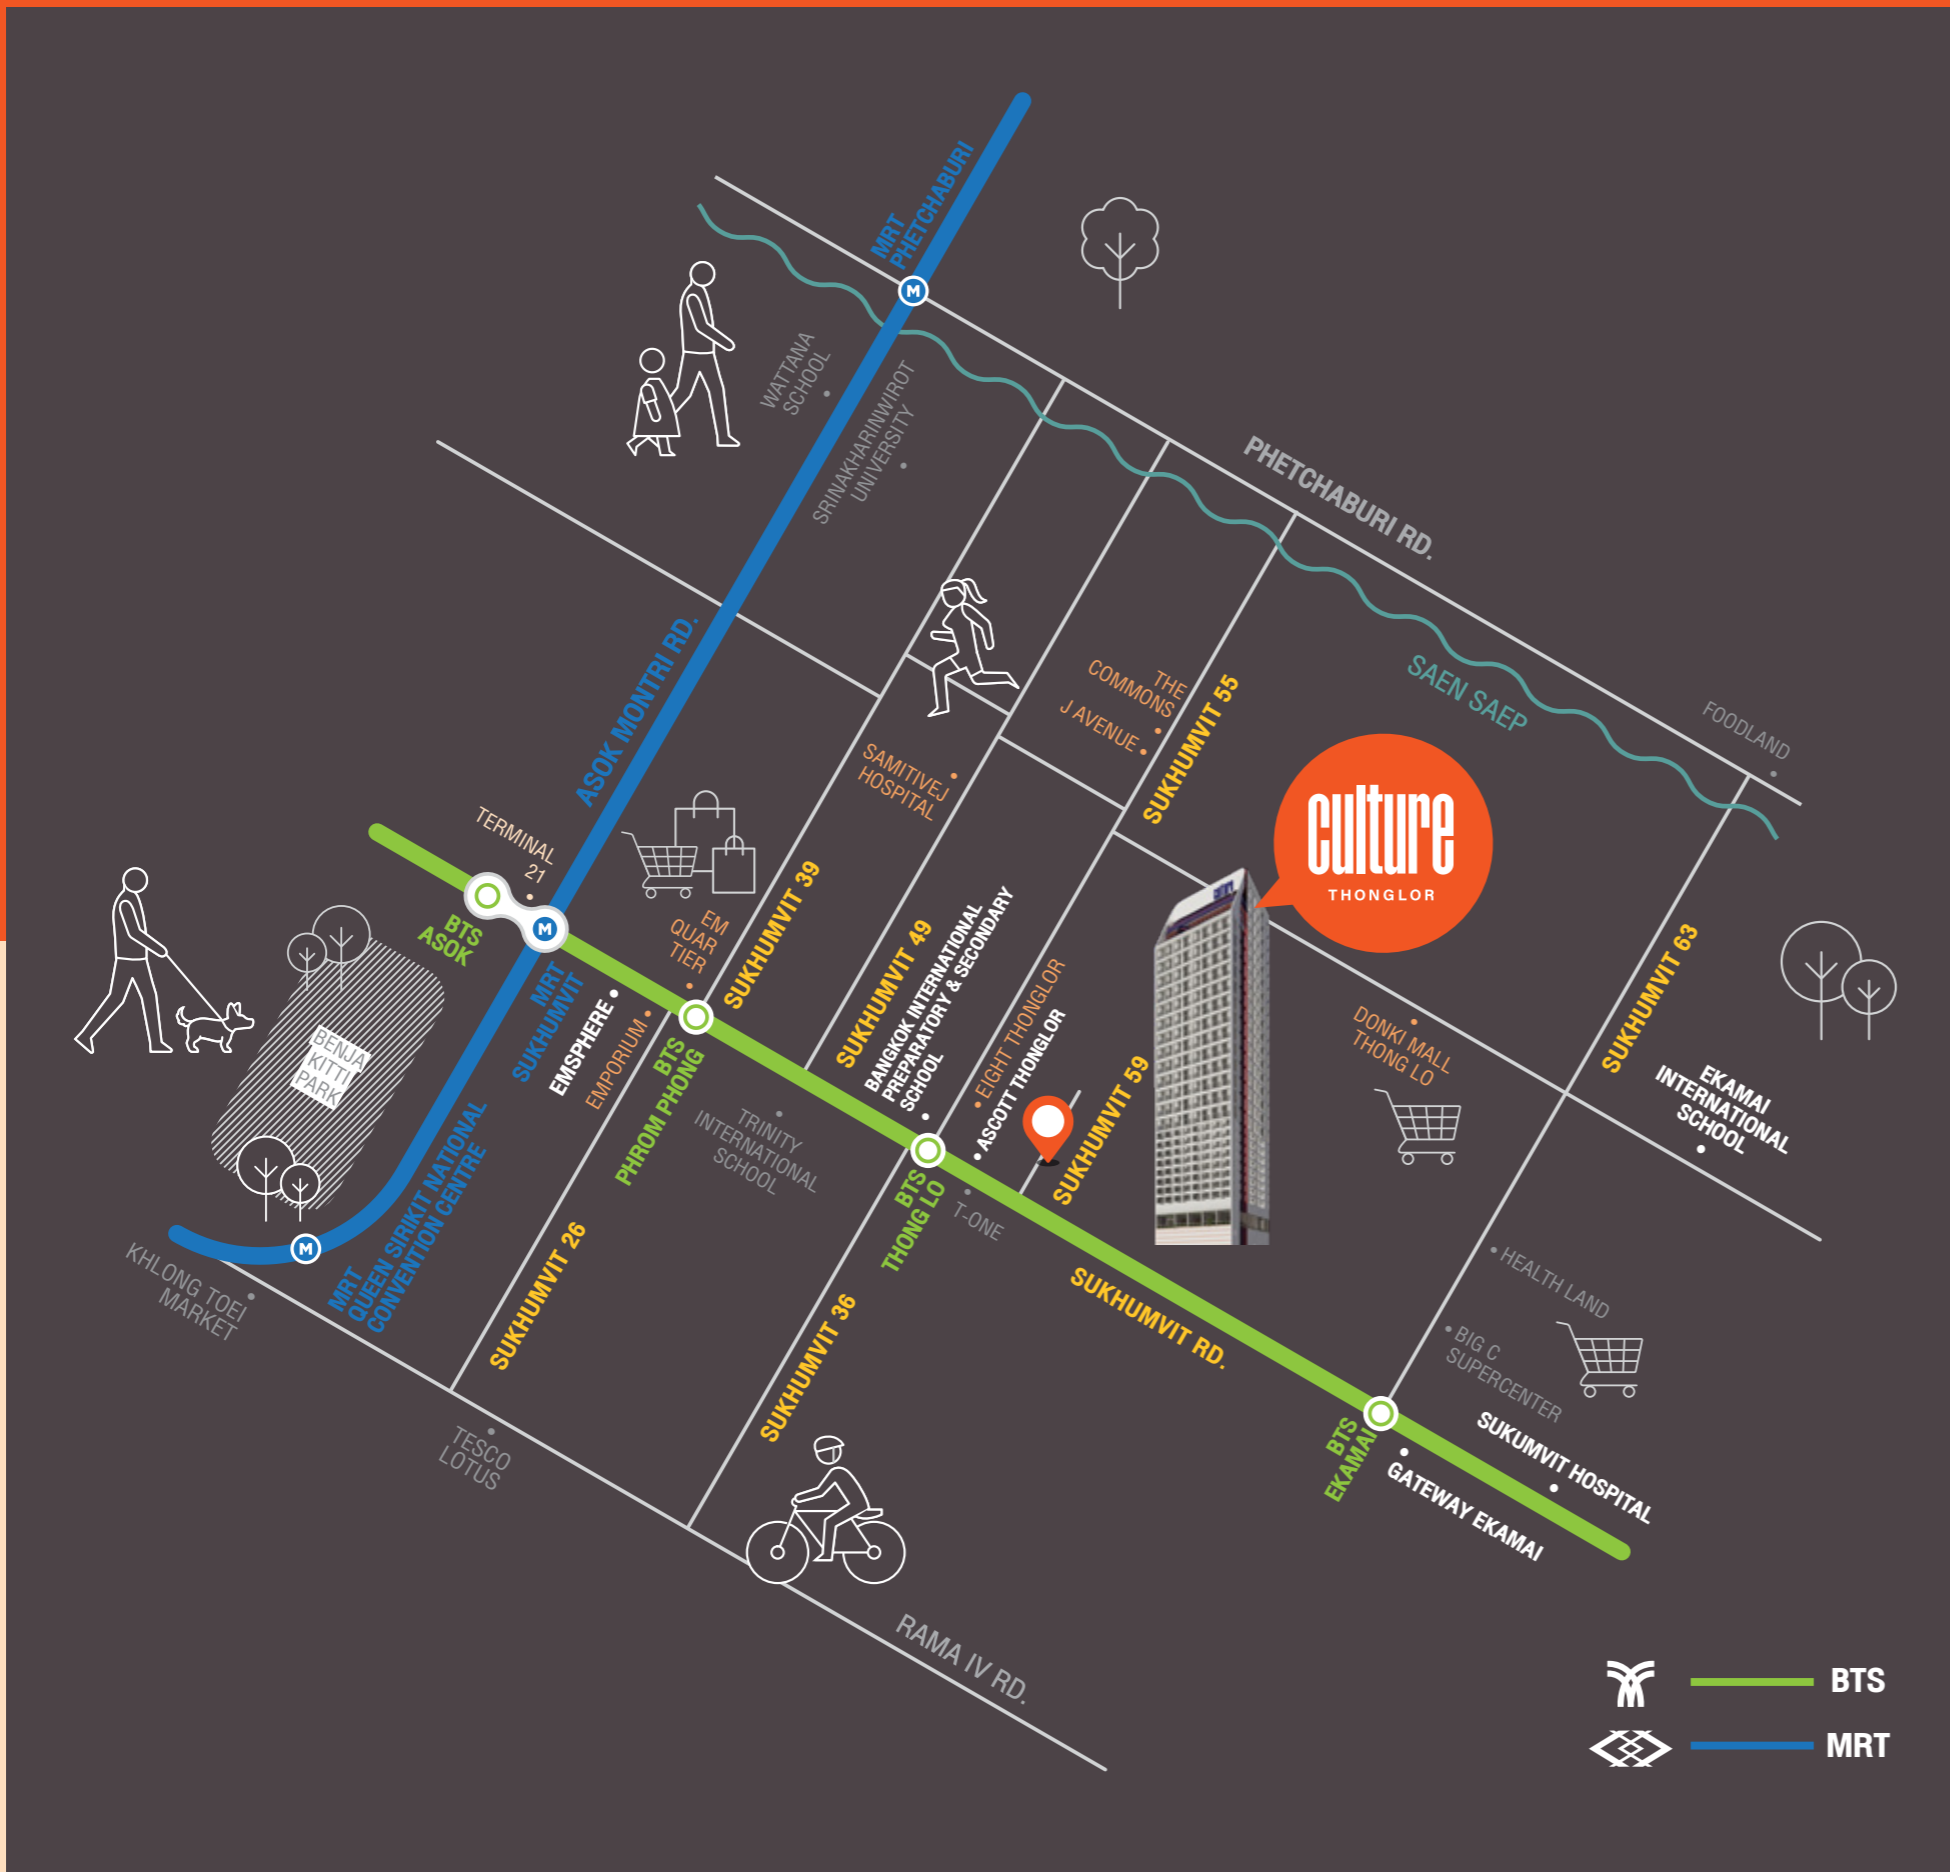 MRT
PHETCHABURI
M
WATTANA
SCHOOL
SRINAKHARINWIROT
UNIVERSITY
PHETCHABURI RD.
SAEN SAEP
FOODLAND
ASOK MONTRI RD.
THE
COMMONS
J AVENUE
SUKHUMVIT 55
SAMITIVEJ
HOSPITAL
culture
THONGLOR
TERMINAL
21
BTS
ASOK
M
MRT
SUKHUMVIT
EM
QUAR
TIER
SUKHUMVIT 39
SUKHUMVIT 49
BANGKOK INTERNATIONAL
PREPARATORY & SECONDARY
SCHOOL
EIGHT THONGLOR
ASCOTT THONGLOR
SUKHUMVIT 59
SUKHUMVIT 63
DONKI MALL
THONG LO
EKAMAI
INTERNATIONAL
SCHOOL
BENJA
KITTI
PARK
EMSPHERE
EMPORIUM
BTS
PHROM PHONG
TRINITY
INTERNATIONAL
SCHOOL
BTS
THONG LO
T-ONE
M
MRT
QUEEN SIRIKIT NATIONAL
CONVENTION CENTRE
KHLONG TOEI
MARKET
SUKHUMVIT 26
SUKHUMVIT 36
SUKHUMVIT RD.
HEALTH LAND
BIG C
SUPERCENTER
SUKUMVIT HOSPITAL
BTS
EKAMAI
GATEWAY EKAMAI
TESCO
LOTUS
RAMA IV RD.
BTS
MRT